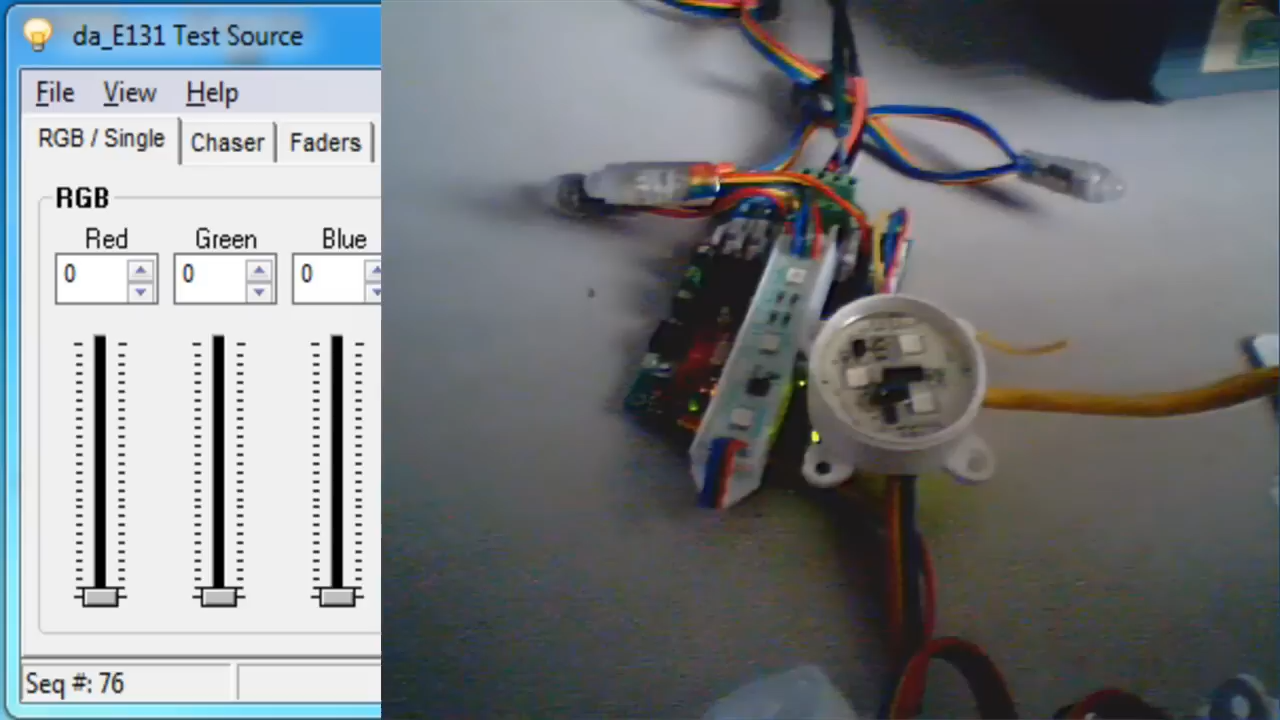 da_E131 Test Source
File View Help
RGB / Single Chaser Faders
RGB
Red Green Blue
0 0 0
Seq #: 76